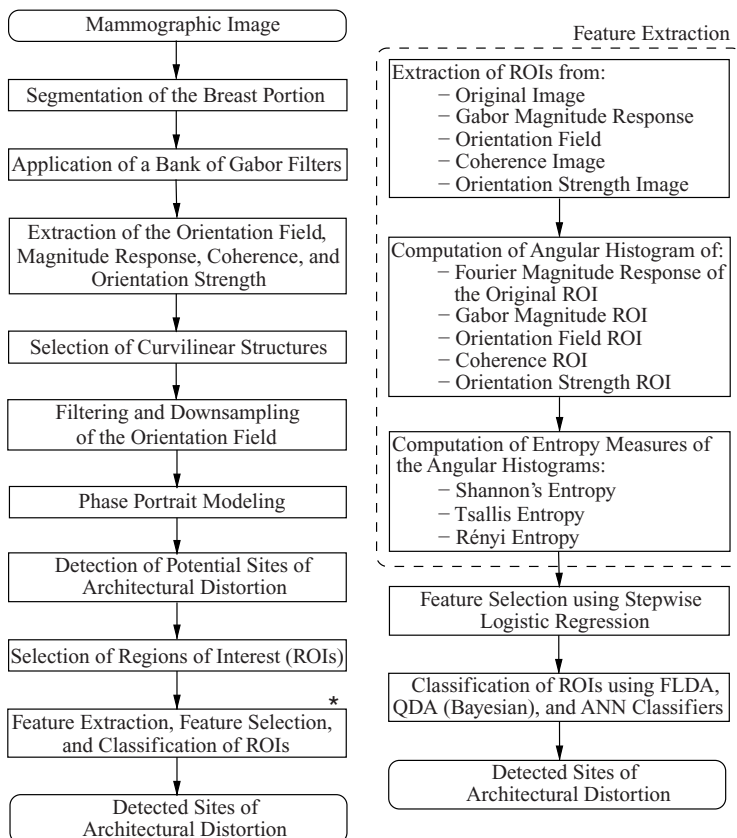 Mammographic Image
Segmentation of the Breast Portion
Application of a Bank of Gabor Filters
Extraction of the Orientation Field,
Magnitude Response, Coherence, and
Orientation Strength
Selection of Curvilinear Structures
Filtering and Downsampling
of the Orientation Field
Phase Portrait Modeling
Detection of Potential Sites of
Architectural Distortion
Selection of Regions of Interest (ROIs)
*
Feature Extraction, Feature Selection,
and Classification of ROIs
Detected Sites of
Architectural Distortion
Feature Extraction
Extraction of ROIs from:
− Original Image
− Gabor Magnitude Response
− Orientation Field
− Coherence Image
− Orientation Strength Image
Computation of Angular Histogram of:
− Fourier Magnitude Response of
the Original ROI
− Gabor Magnitude ROI
− Orientation Field ROI
− Coherence ROI
− Orientation Strength ROI
Computation of Entropy Measures of
the Angular Histograms:
− Shannon's Entropy
− Tsallis Entropy
− Rényi Entropy
Feature Selection using Stepwise
Logistic Regression
Classification of ROIs using FLDA,
QDA (Bayesian), and ANN Classifiers
Detected Sites of
Architectural Distortion